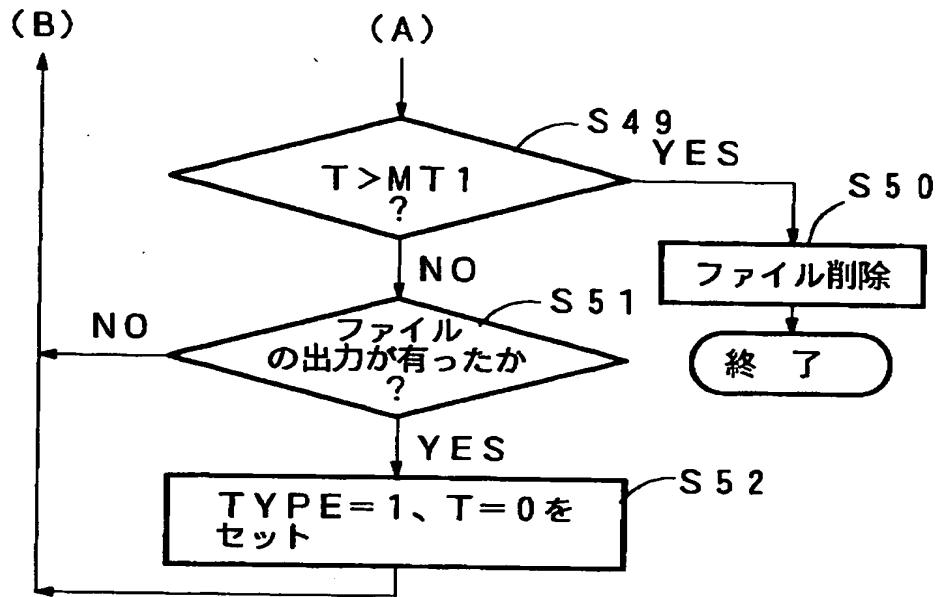 (B)
(A)
S49
T>MT1
?
YES
S50
ファイル削除
終 了
NO
S51
ファイル
の出力が有ったか
?
NO
YES
S52
TYPE=1、T=0を
セット